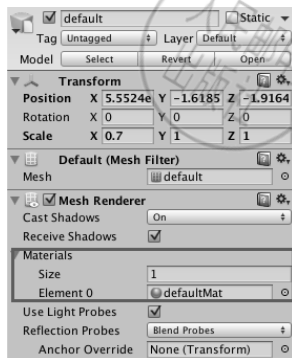 default Static
Tag Untagged Layer Default
Model Select Revert Open
Transform
Position X 5.5524e Y -1.6185 Z -1.9164
Rotation X 0 Y 0 Z 0
Scale X 0.7 Y 1 Z 1
Default (Mesh Filter)
Mesh default
Mesh Renderer
Cast Shadows On
Receive Shadows
Materials
Size 1
Element 0 defaultMat
Use Light Probes
Reflection Probes Blend Probes
Anchor Override None (Transform)